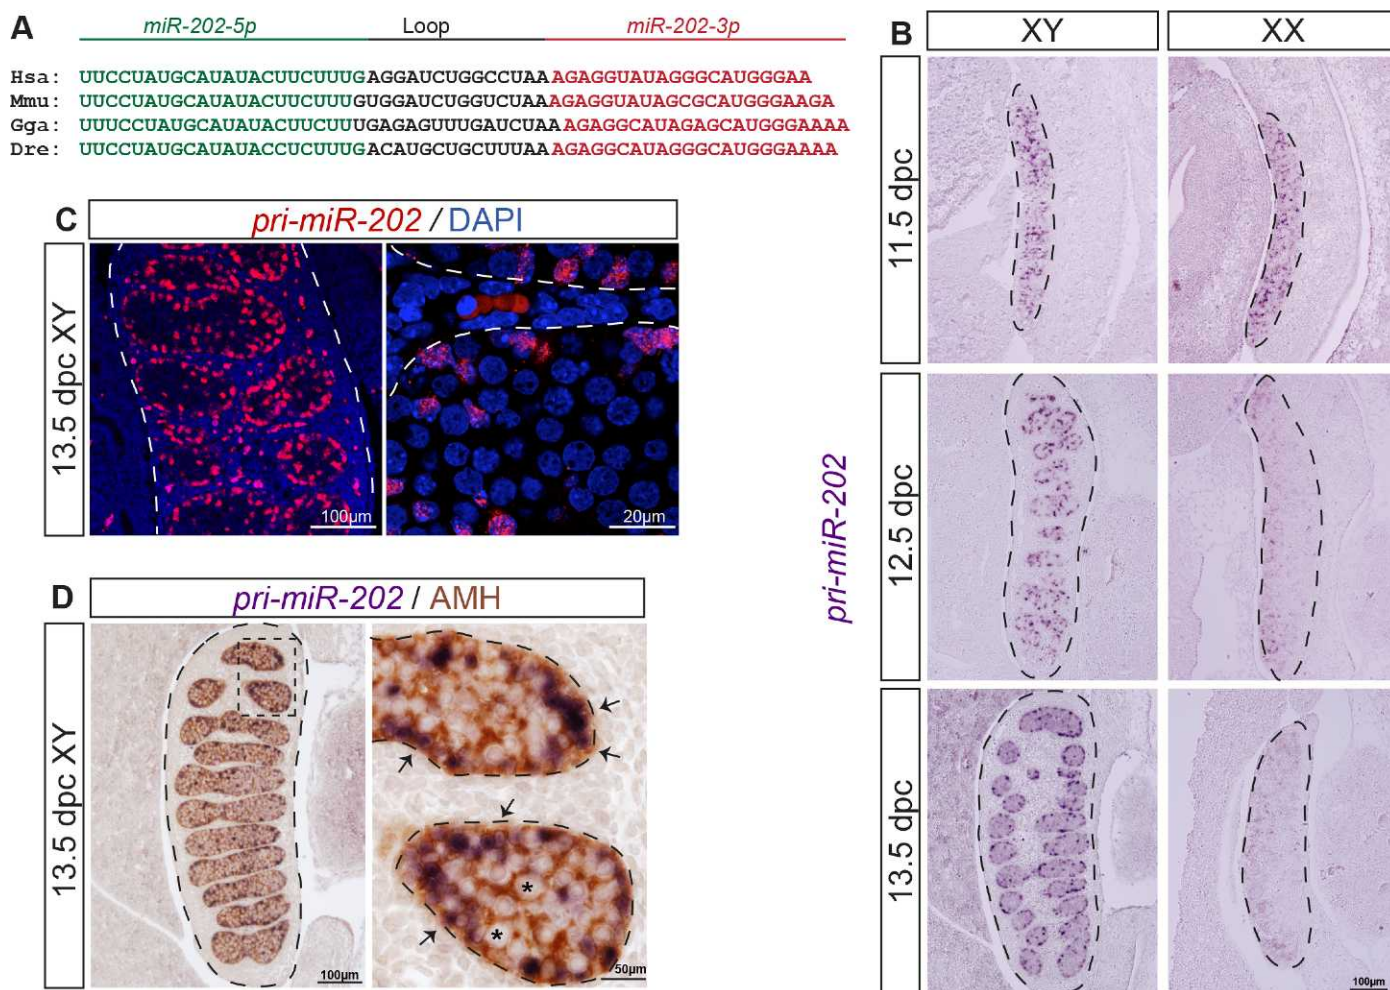 A
miR-202-5p Loop miR-202-3p
Hsa: UUCCUAUGCAUAUACUUCUUUGAGGAUCUGGCCUAAAGAGGUAUAGGGCAUGGGAA
Mmu: UUCCUAUGCAUAUACUUCUUUGUGGAUCUGGUCUAAAGAGGUAUAGCGCAUGGGAAGA
Gga: UUUCCUAUGCAUAUACUUCUUUGAGAGUUUGAUCUAAAGAGGCAUAGAGCAUGGGAAAA
Dre: UUCCUAUGCAUAUACCUCUUUGACAUGCUGCUUUAAAGAGGCAUAGGGCAUGGGAAAA
B
XY XX
pri-miR-202
11.5 dpc
12.5 dpc
13.5 dpc
100µm
C
pri-miR-202 / DAPI
13.5 dpc XY
100µm 20µm
D
pri-miR-202 / AMH
13.5 dpc XY
* 
*
100µm 50µm